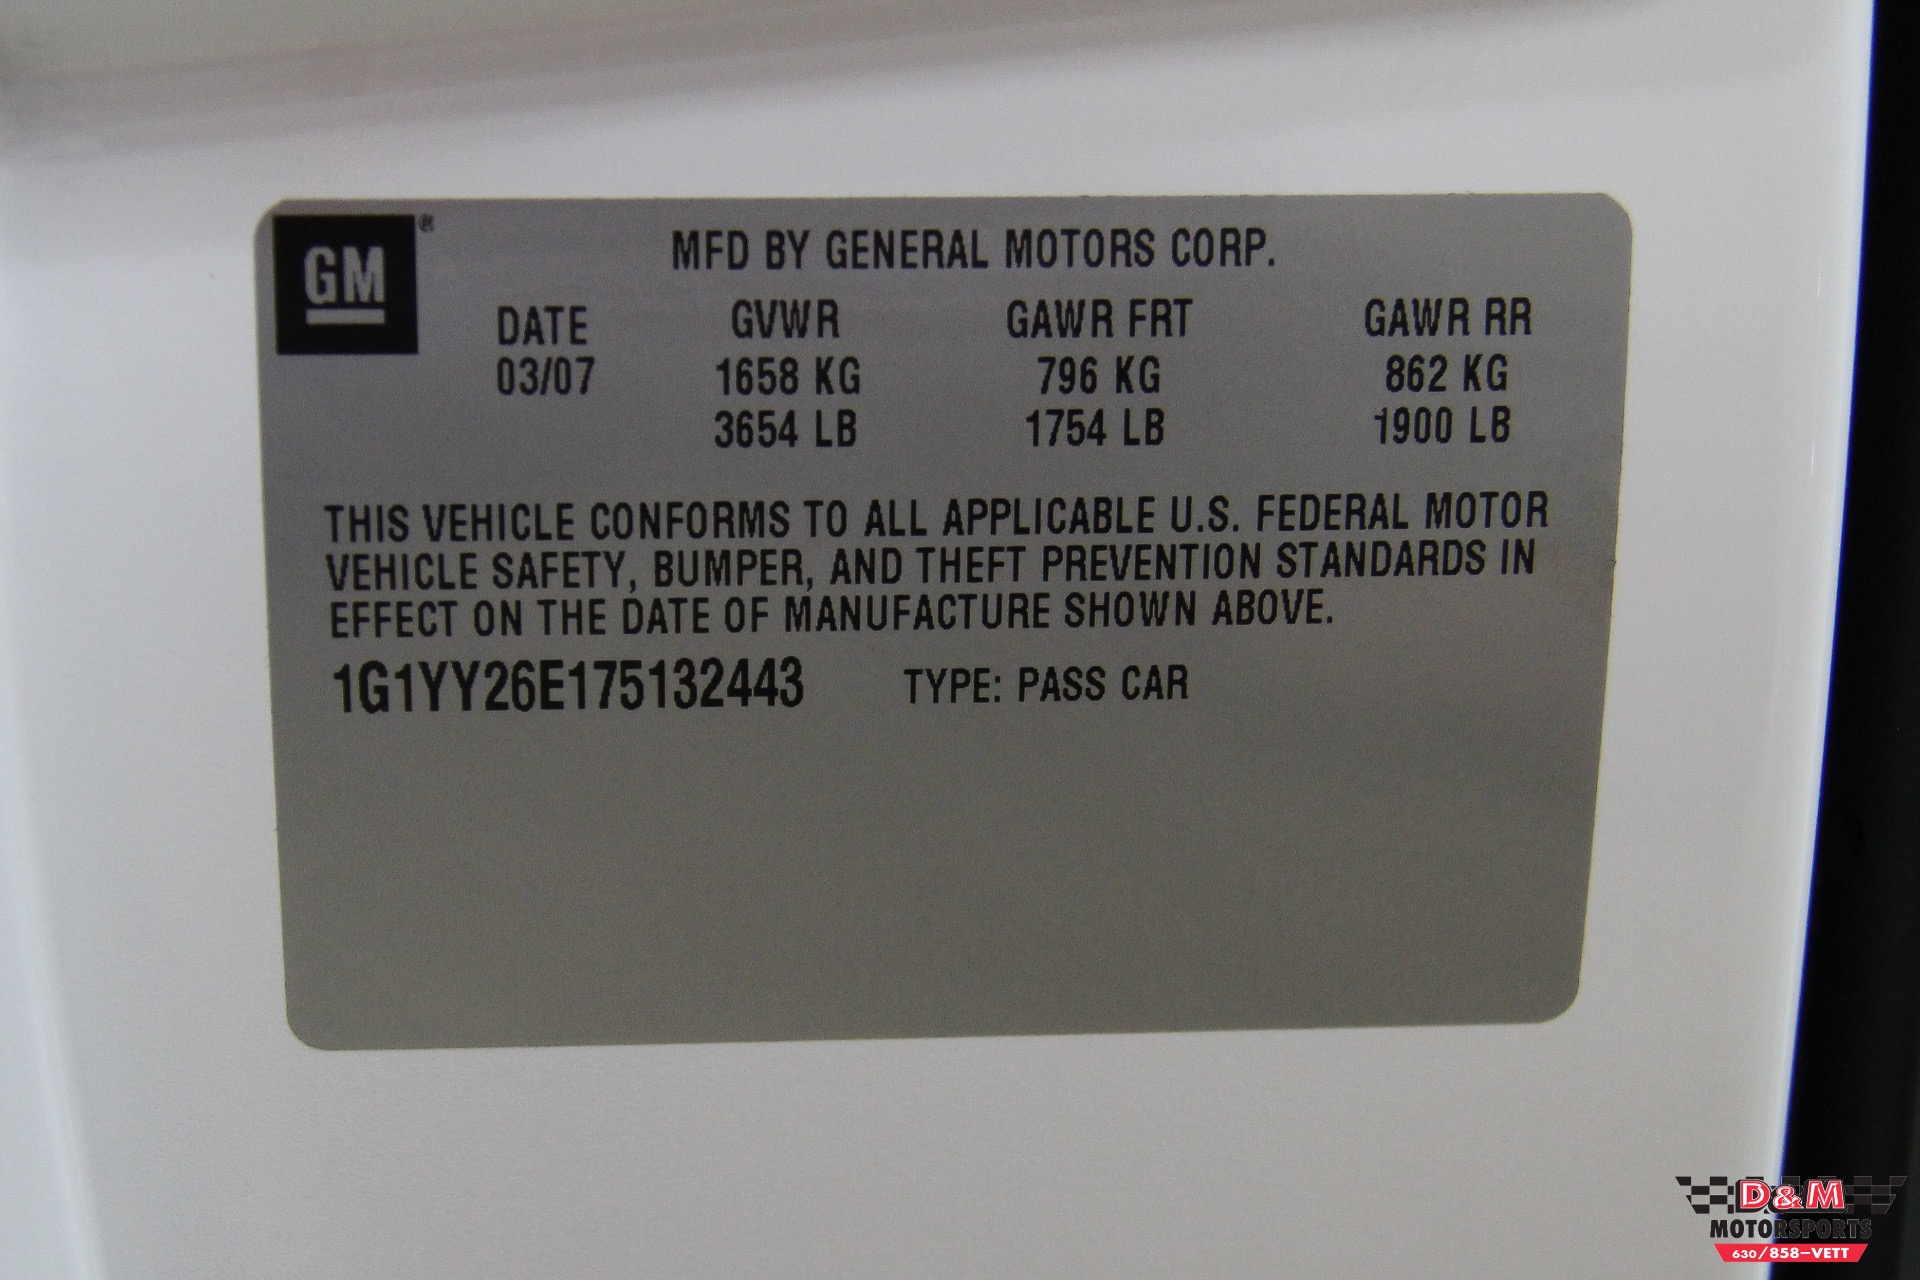 GM ®
MFD BY GENERAL MOTORS CORP.
DATE GVWR GAWR FRT GAWR RR
03/07 1658 KG 796 KG 862 KG
3654 LB 1754 LB 1900 LB
THIS VEHICLE CONFORMS TO ALL APPLICABLE U.S. FEDERAL MOTOR
VEHICLE SAFETY, BUMPER, AND THEFT PREVENTION STANDARDS IN
EFFECT ON THE DATE OF MANUFACTURE SHOWN ABOVE.
1G1YY26E175132443 TYPE: PASS CAR
D&M
MOTORSPORTS
630/858-VETT